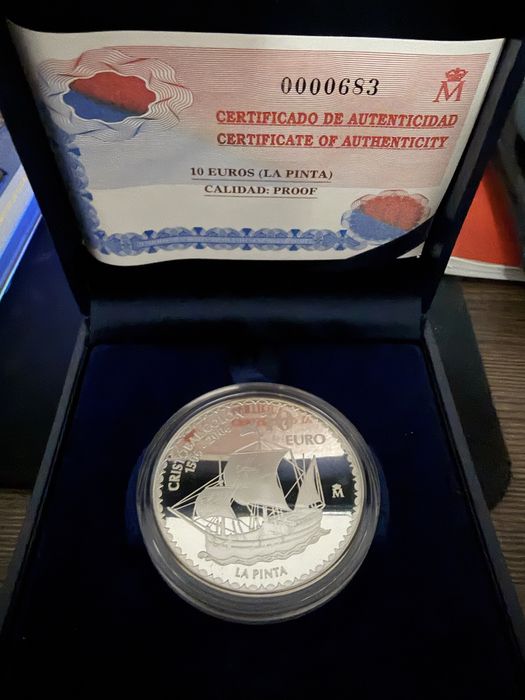 0000683
M
CERTIFICADO DE AUTENTICIDAD
CERTIFICATE OF AUTHENTICITY
10 EUROS (LA PINTA)
CALIDAD: PROOF
EURO
M
LA PINTA